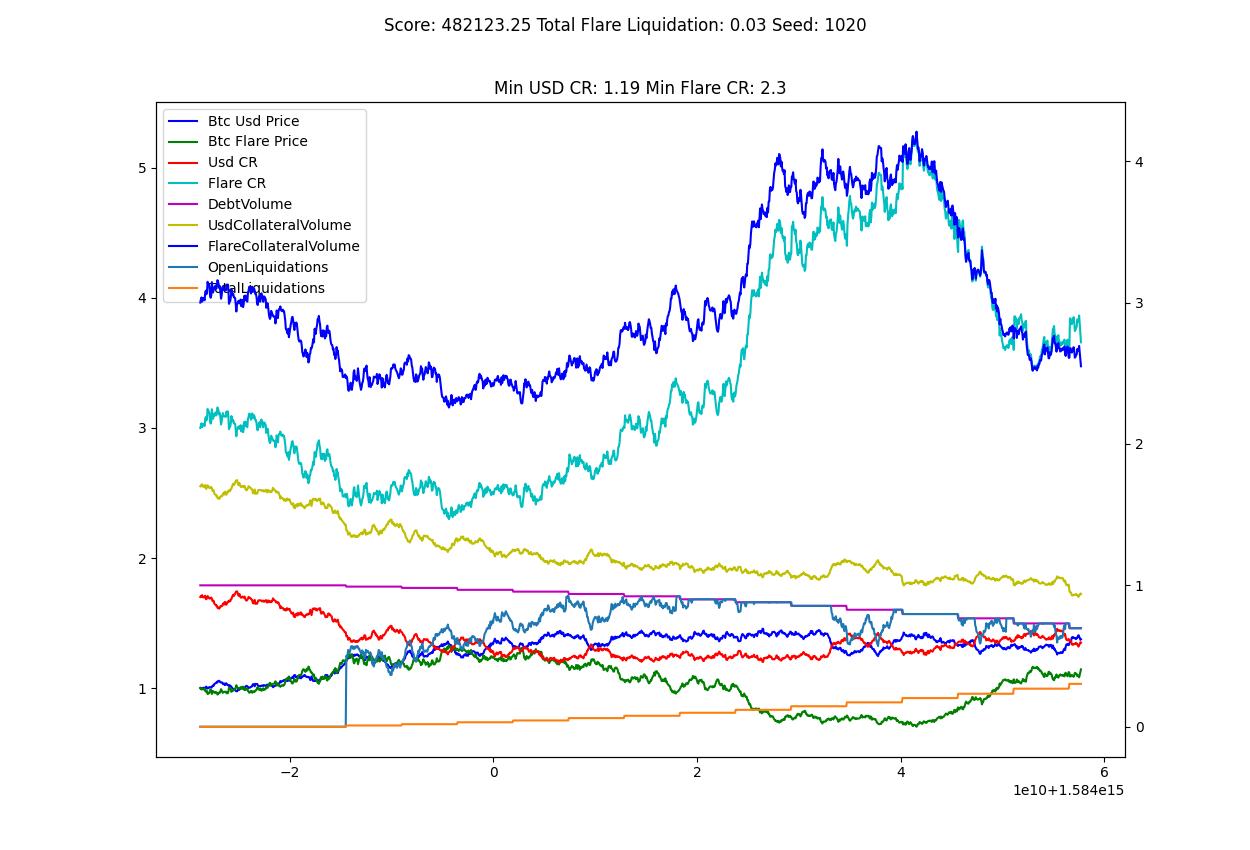 Score: 482123.25 Total Flare Liquidation: 0.03 Seed: 1020
Min USD CR: 1.19 Min Flare CR: 2.3
Btc Usd Price
Btc Flare Price
Usd CR
Flare CR
DebtVolume
UsdCollateralVolume
FlareCollateralVolume
OpenLiquidations
TotalLiquidations
5
4
3
2
1
4
3
2
1
0
−2
0
2
4
6
1e10+1.584e15